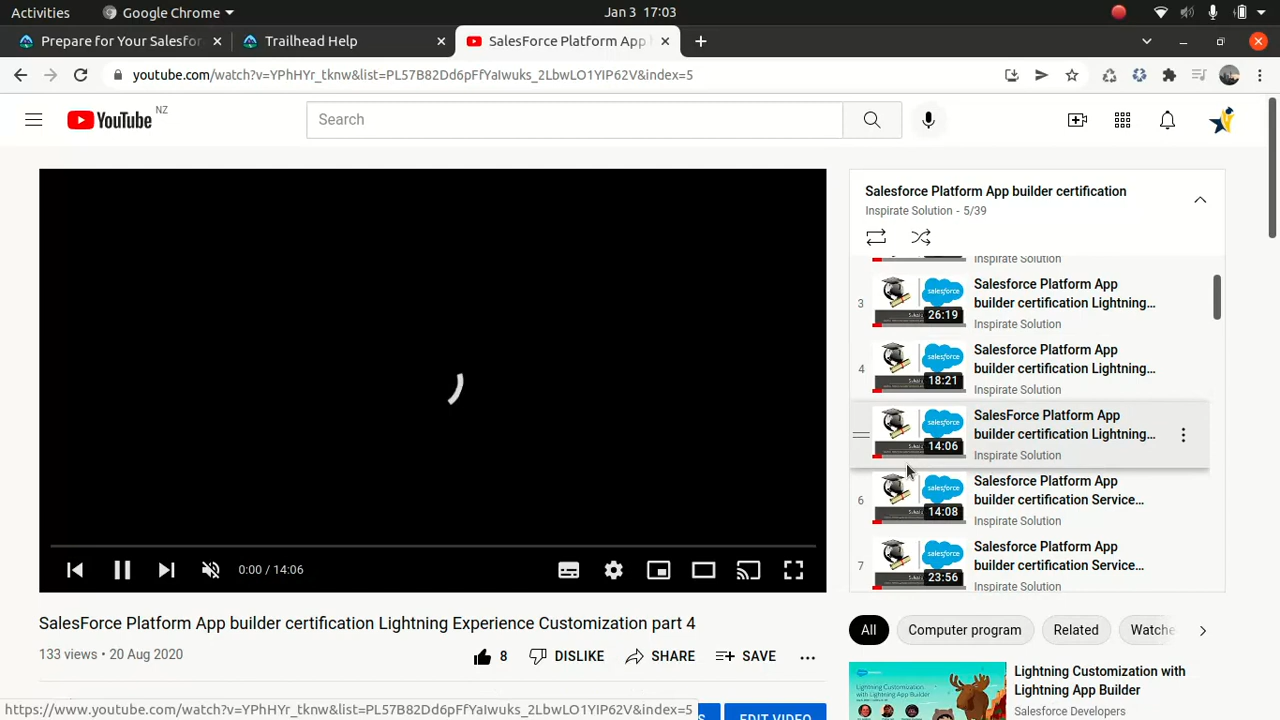 Activities
Google Chrome
Jan 3 17:03
Prepare for Your Salesfor
Trailhead Help
SalesForce Platform App
youtube.com/watch?v=YPhHYr_tknw&list=PL57B82Dd6pFfYaIwuks_2LbwLO1YIP62V&index=5
YouTube NZ
Search
Salesforce Platform App builder certification
Inspirate Solution - 5/39
Inspirate Solution
3
salesforce
26:19
Salesforce Platform App
builder certification Lightning...
Inspirate Solution
4
salesforce
18:21
Salesforce Platform App
builder certification Lightning...
Inspirate Solution
salesforce
14:06
SalesForce Platform App
builder certification Lightning...
Inspirate Solution
6
salesforce
14:08
Salesforce Platform App
builder certification Service...
Inspirate Solution
7
salesforce
23:56
Salesforce Platform App
builder certification Service...
Inspirate Solution
0:00 / 14:06
SalesForce Platform App builder certification Lightning Experience Customization part 4
133 views • 20 Aug 2020
8
DISLIKE
SHARE
SAVE
All
Computer program
Related
Watche
Lightning Customization with
Lightning App Builder
Salesforce Developers
https://www.youtube.com/watch?v=YPhHYr_tknw&list=PL57B82Dd6pFfYaIwuks_2LbwLO1YIP62V&index=5
S
EDIT VIDEO